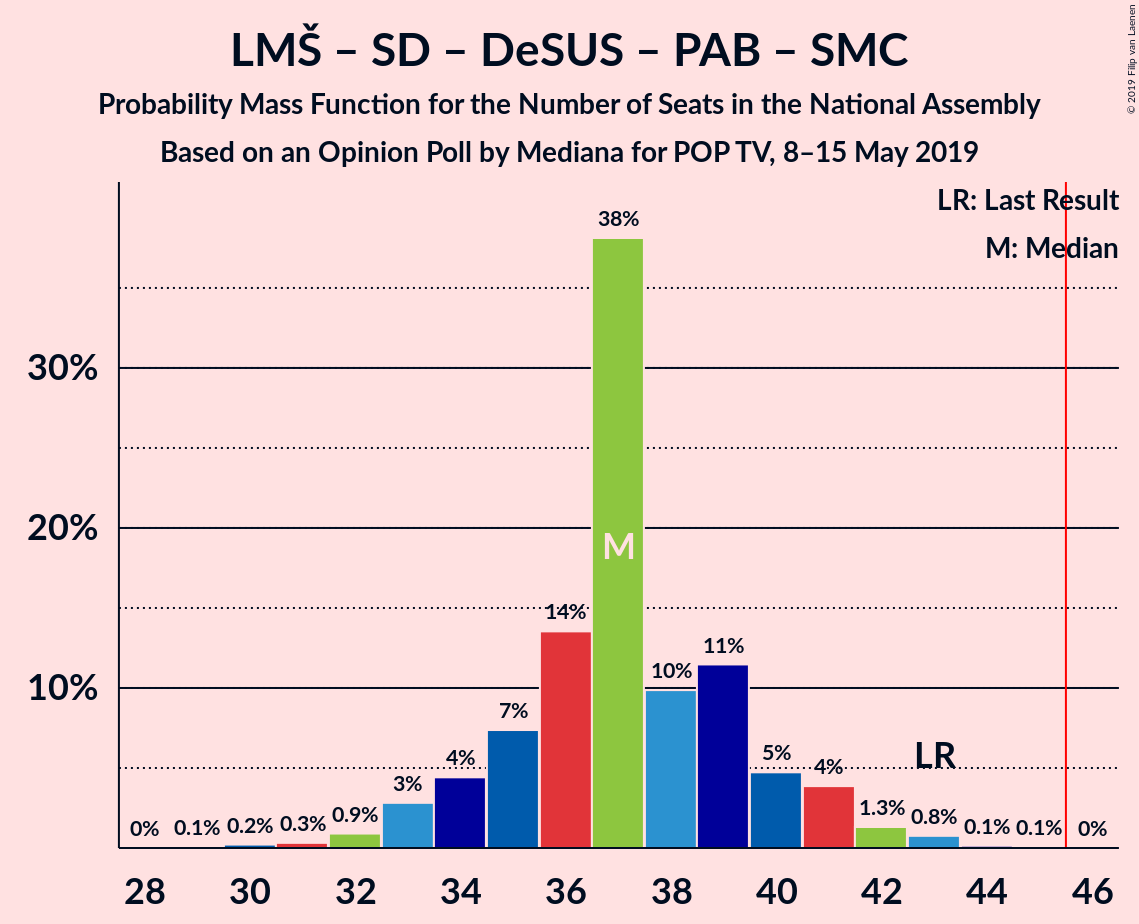 LMŠ – SD – DeSUS – PAB – SMC
Probability Mass Function for the Number of Seats in the National Assembly
Based on an Opinion Poll by Mediana for POP TV, 8–15 May 2019
© 2019 Filip van Laenen
LR: Last Result
M: Median
30%
20%
10%
0%
0.1%
0.2%
0.3%
0.9%
3%
4%
7%
14%
38%
10%
11%
5%
4%
1.3%
0.8%
0.1%
0.1%
0%
M
LR
28 30 32 34 36 38 40 42 44 46